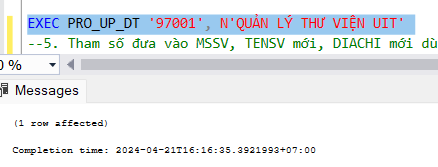 EXEC PRO_UP_DT '97001', N'QUẢN LÝ THƯ VIỆN UIT'
--5. Tham số đưa vào MSSV, TENSV mới, DIACHI mới dù
0 %
Messages
(1 row affected)
Completion time: 2024-04-21T16:16:35.3921993+07:00